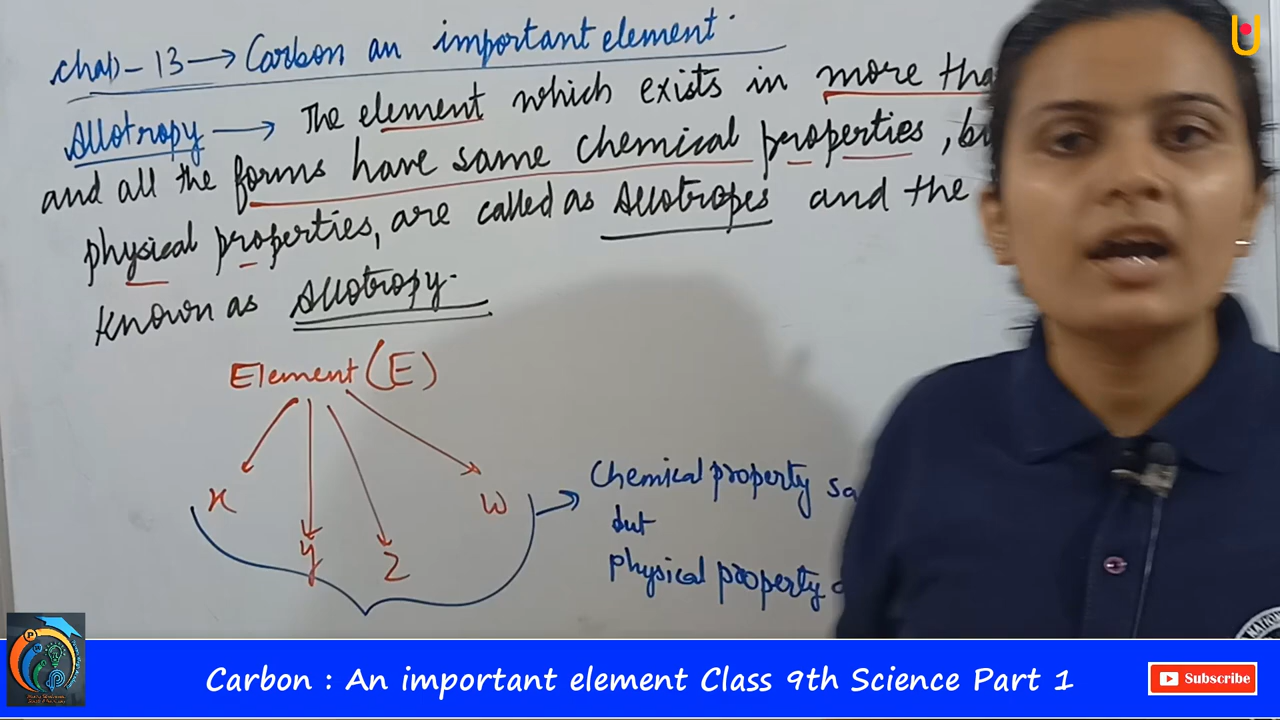 Chap - 13 → Carbon an important element.
Allotropy → The element which exists in more tha
and all the forms have same chemical properties, bu
physical properties, are called as Allotropes and the
known as Allotropy.
Element (E)
x
y
z
w
Chemical property sa
but
physical property
Carbon : An important element Class 9th Science Part 1
Subscribe